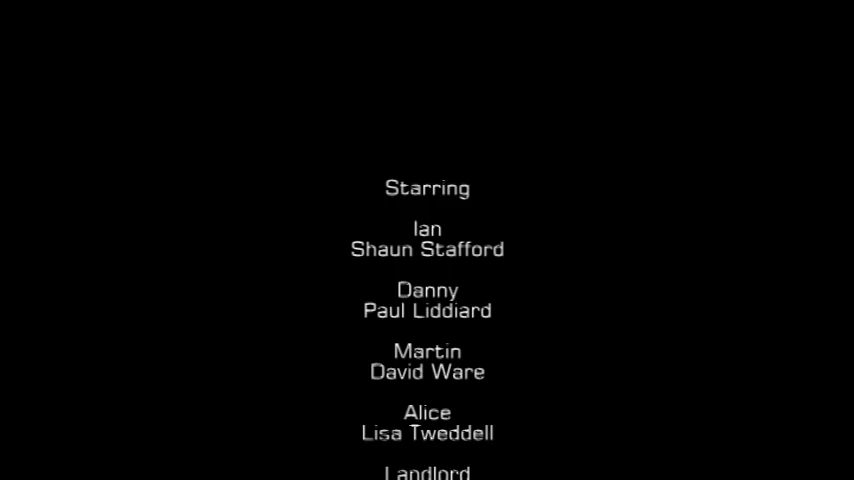 Starring
Ian
Shaun Stafford
Danny
Paul Liddiard
Martin
David Ware
Alice
Lisa Tweddell
Landlord